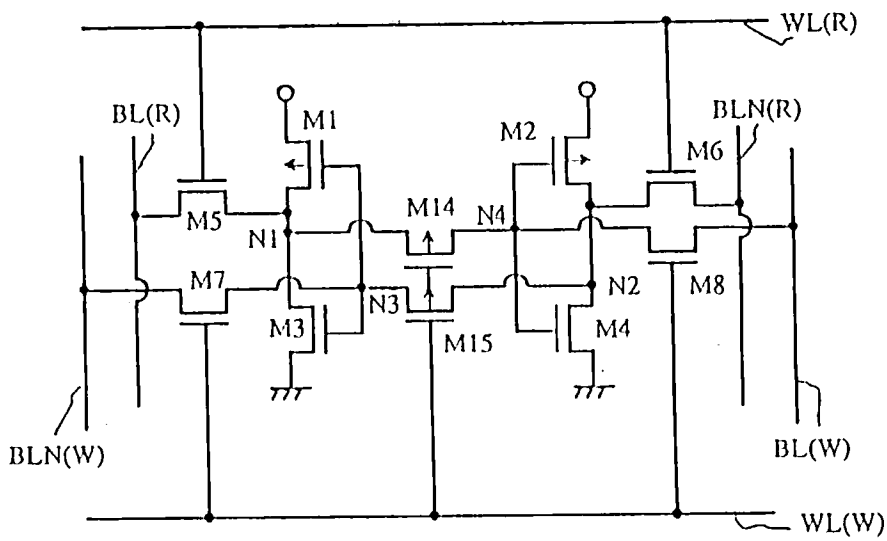 WL(R)
BL(R)
M1
M2
BLN(R)
M6
M5
N1
M14
N4
M7
N3
N2
M8
M3
M15
M4
BLN(W)
BL(W)
WL(W)